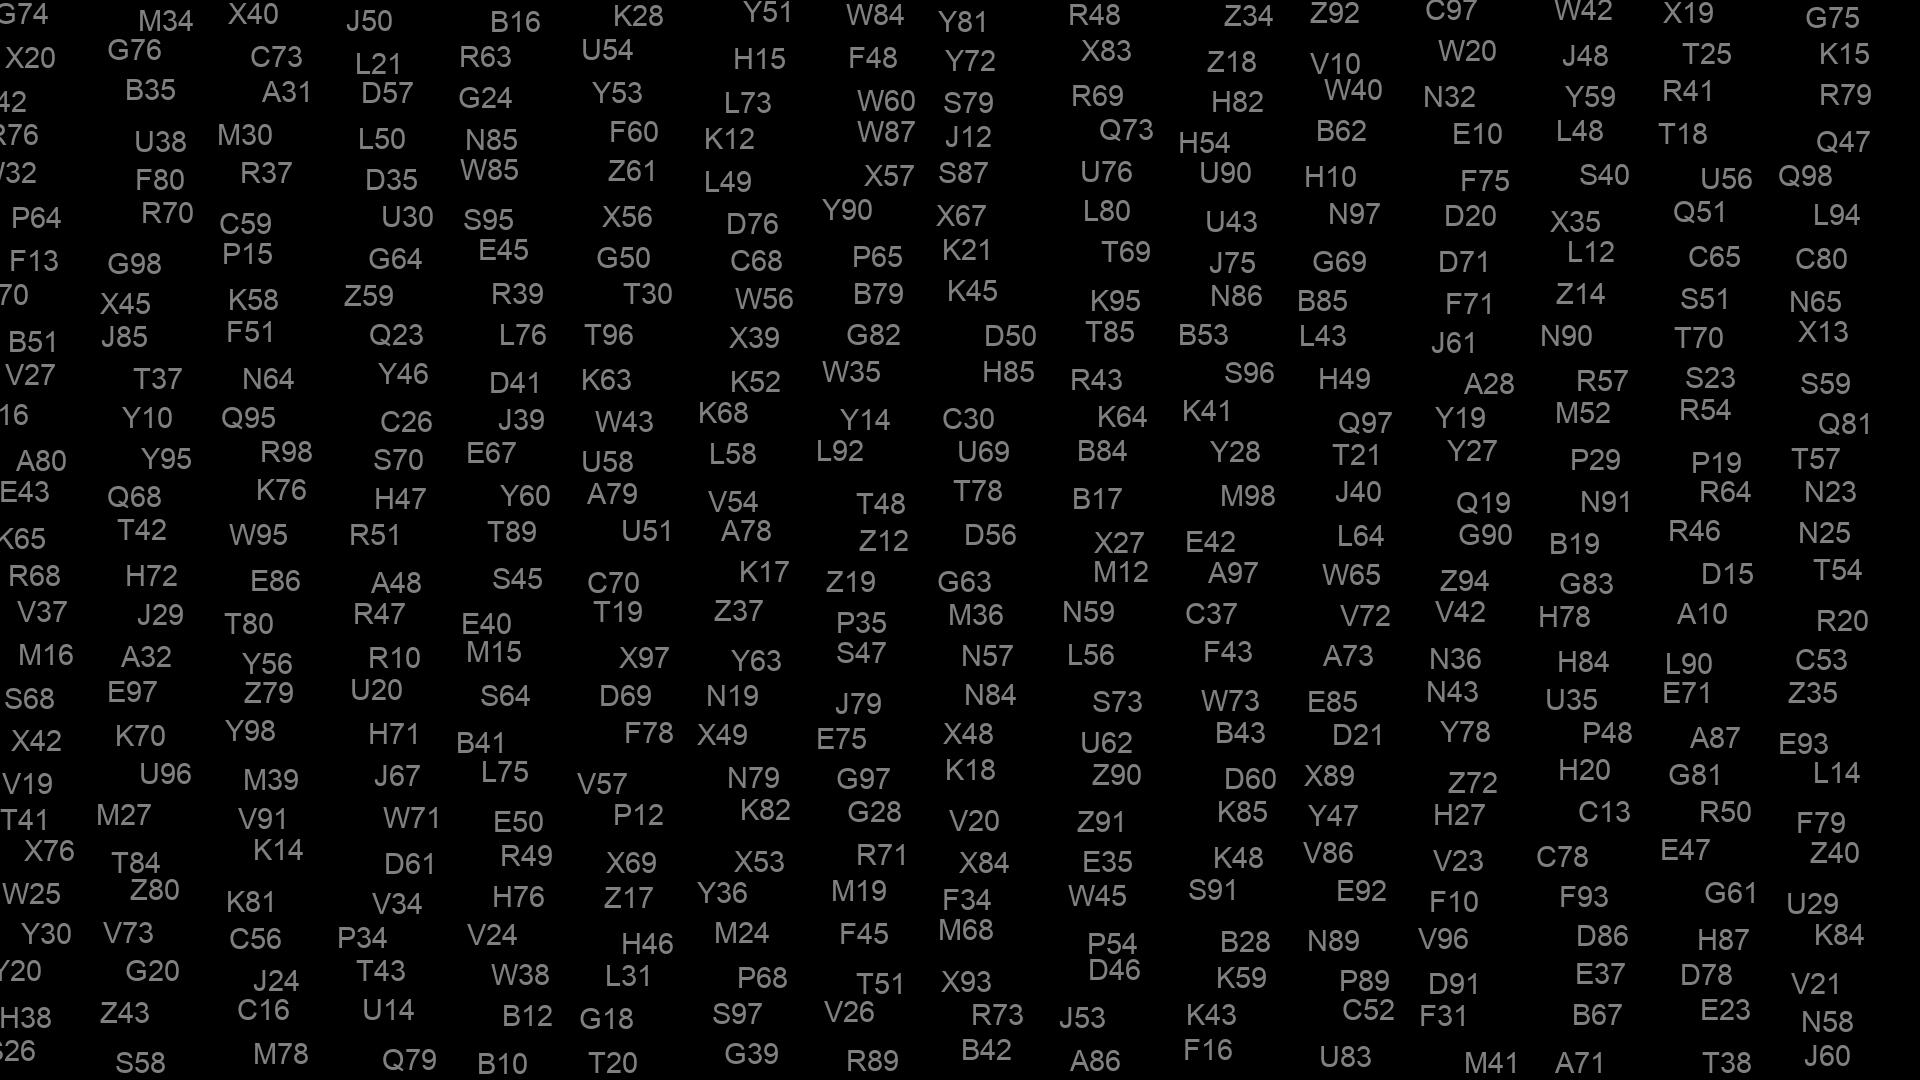 G74 M34 X40 J50 B16 K28 Y51 W84 Y81 R48 Z34 Z92 C97 W42 X19 G75
X20 G76 C73 L21 R63 U54 H15 F48 Y72 X83 Z18 V10 W20 J48 T25 K15
42 B35 A31 D57 G24 Y53 L73 W60 S79 R69 H82 W40 N32 Y59 R41 R79
R76 U38 M30 L50 N85 F60 K12 W87 J12 Q73 H54 B62 E10 L48 T18 Q47
32 F80 R37 D35 W85 Z61 L49 X57 S87 U76 U90 H10 F75 S40 U56 Q98
P64 R70 C59 U30 S95 X56 D76 Y90 X67 L80 U43 N97 D20 X35 Q51 L94
F13 G98 P15 G64 E45 G50 C68 P65 K21 T69 J75 G69 D71 L12 C65 C80
70 X45 K58 Z59 R39 T30 W56 B79 K45 K95 N86 B85 F71 Z14 S51 N65
B51 J85 F51 Q23 L76 T96 X39 G82 D50 T85 B53 L43 J61 N90 T70 X13
V27 T37 N64 Y46 D41 K63 K52 W35 H85 R43 S96 H49 A28 R57 S23 S59
16 Y10 Q95 C26 J39 W43 K68 Y14 C30 K64 K41 Q97 Y19 M52 R54 Q81
A80 Y95 R98 S70 E67 U58 L58 L92 U69 B84 Y28 T21 Y27 P29 P19 T57
E43 Q68 K76 H47 Y60 A79 V54 T48 T78 B17 M98 J40 Q19 N91 R64 N23
K65 T42 W95 R51 T89 U51 A78 Z12 D56 X27 E42 L64 G90 B19 R46 N25
R68 H72 E86 A48 S45 C70 K17 Z19 G63 M12 A97 W65 Z94 G83 D15 T54
V37 J29 T80 R47 E40 T19 Z37 P35 M36 N59 C37 V72 V42 H78 A10 R20
M16 A32 Y56 R10 M15 X97 Y63 S47 N57 L56 F43 A73 N36 H84 L90 C53
S68 E97 Z79 U20 S64 D69 N19 J79 N84 S73 W73 E85 N43 U35 E71 Z35
X42 K70 Y98 H71 B41 F78 X49 E75 X48 U62 B43 D21 Y78 P48 A87 E93
V19 U96 M39 J67 L75 V57 N79 G97 K18 Z90 D60 X89 Z72 H20 G81 L14
T41 M27 V91 W71 E50 P12 K82 G28 V20 Z91 K85 Y47 H27 C13 R50 F79
X76 T84 K14 D61 R49 X69 X53 R71 X84 E35 K48 V86 V23 C78 E47 Z40
W25 Z80 K81 V34 H76 Z17 Y36 M19 F34 W45 S91 E92 F10 F93 G61 U29
Y30 V73 C56 P34 V24 H46 M24 F45 M68 P54 B28 N89 V96 D86 H87 K84
Y20 G20 J24 T43 W38 L31 P68 T51 X93 D46 K59 P89 D91 E37 D78 V21
H38 Z43 C16 U14 B12 G18 S97 V26 R73 J53 K43 C52 F31 B67 E23 N58
S26 S58 M78 Q79 B10 T20 G39 R89 B42 A86 F16 U83 M41 A71 T38 J60